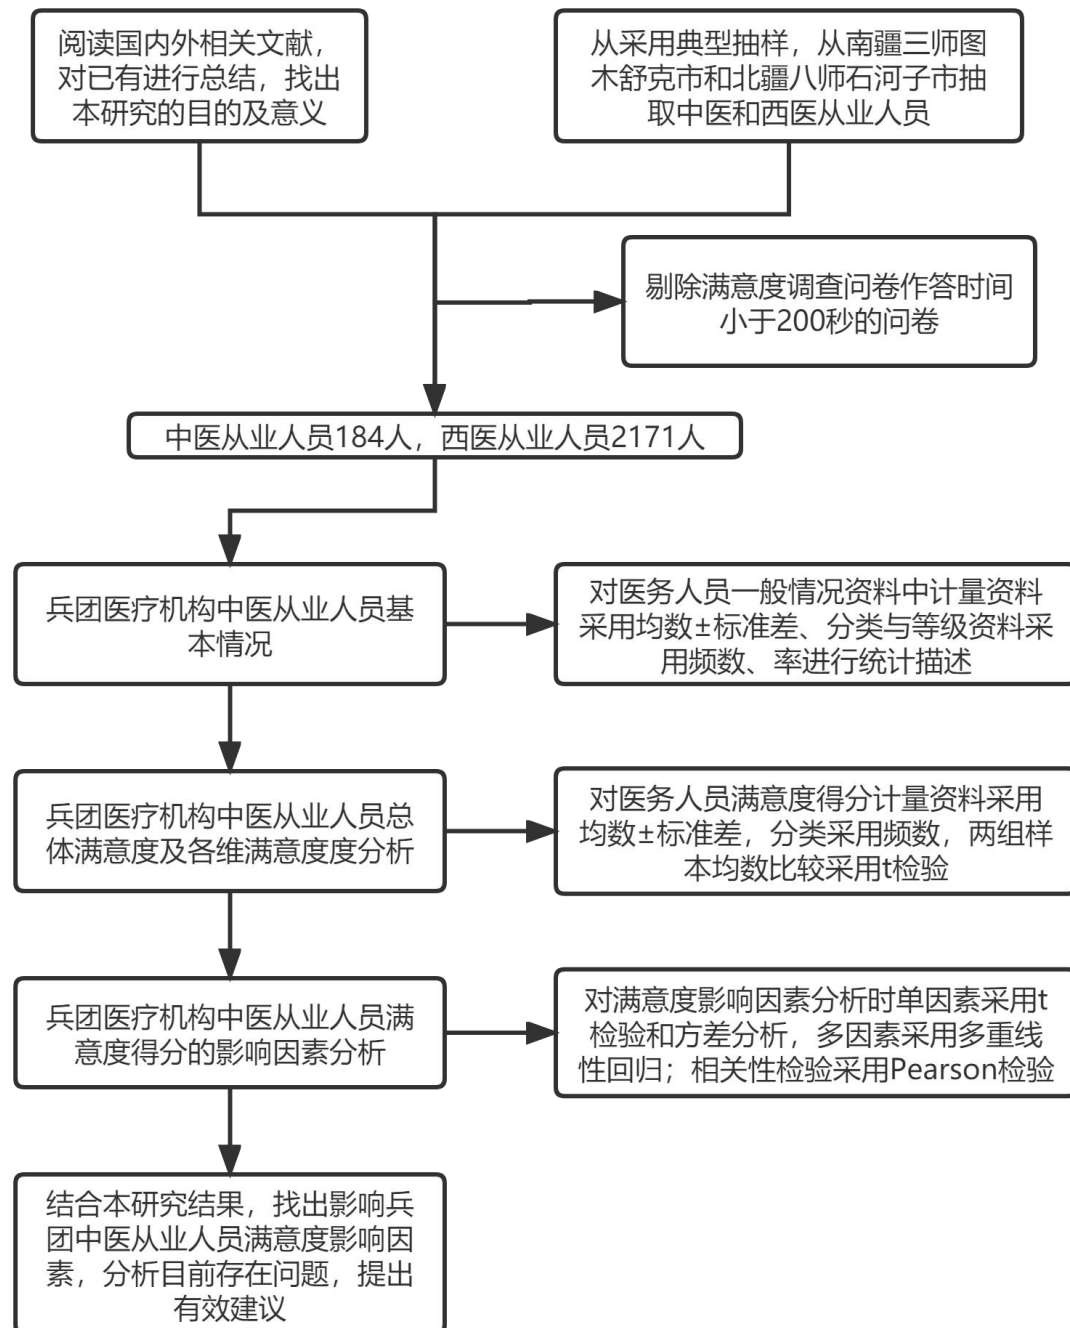 阅读国内外相关文献，
对已有进行总结，找出
本研究的目的及意义
从采用典型抽样，从南疆三师图
木舒克市和北疆八师石河子市抽
取中医和西医从业人员
剔除满意度调查问卷作答时间
小于200秒的问卷
中医从业人员184人，西医从业人员2171人
兵团医疗机构中医从业人员基
本情况
对医务人员一般情况资料中计量资料
采用均数±标准差、分类与等级资料采
用频数、率进行统计描述
兵团医疗机构中医从业人员总
体满意度及各维满意度度分析
对医务人员满意度得分计量资料采用
均数±标准差，分类采用频数，两组样
本均数比较采用t检验
兵团医疗机构中医从业人员满
意度得分的影响因素分析
对满意度影响因素分析时单因素采用t
检验和方差分析，多因素采用多重线
性回归；相关性检验采用Pearson检验
结合本研究结果，找出影响兵
团中医从业人员满意度影响因
素，分析目前存在问题，提出
有效建议